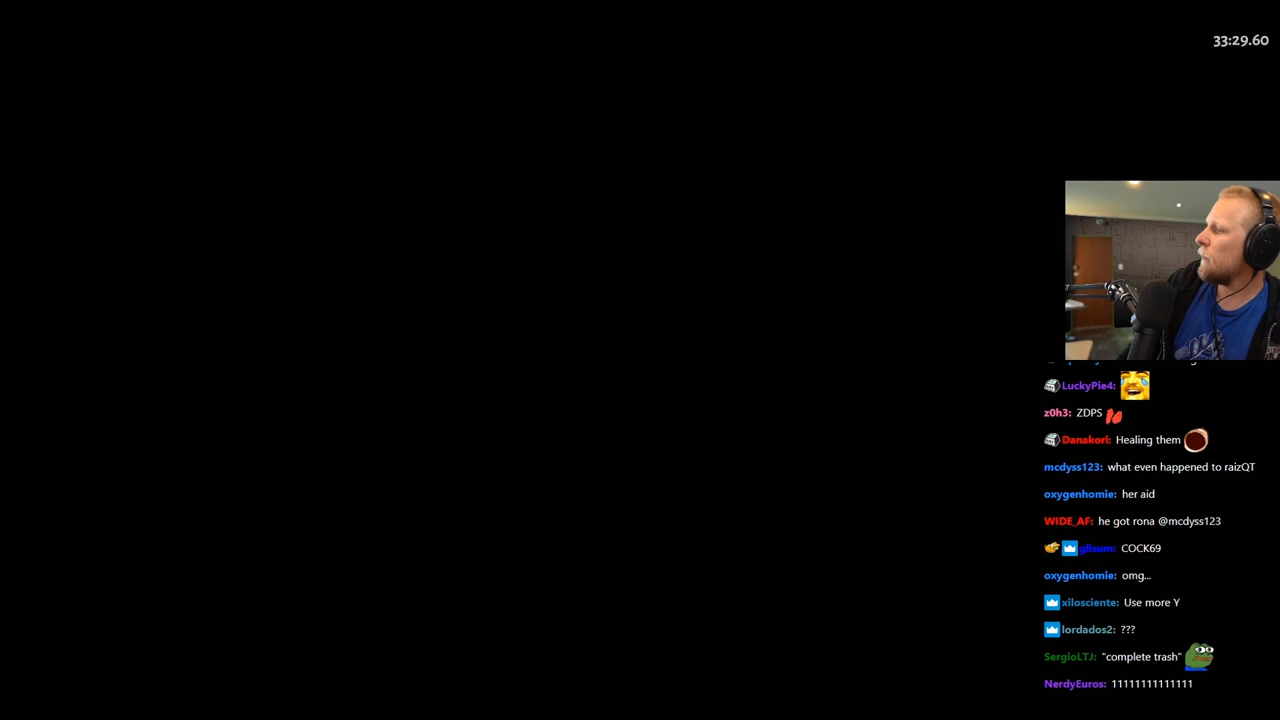 33:29.60
LuckyPie4:
z0h3: ZDPS
Danakori: Healing them
mcdyss123: what even happened to raizQT
oxygenhomie: her aid
WIDE_AF: he got rona @mcdyss123
glisum: COCK69
oxygenhomie: omg...
xilosciente: Use more Y
lordados2: ???
SergioLTJ: "complete trash"
NerdyEuros: 11111111111111